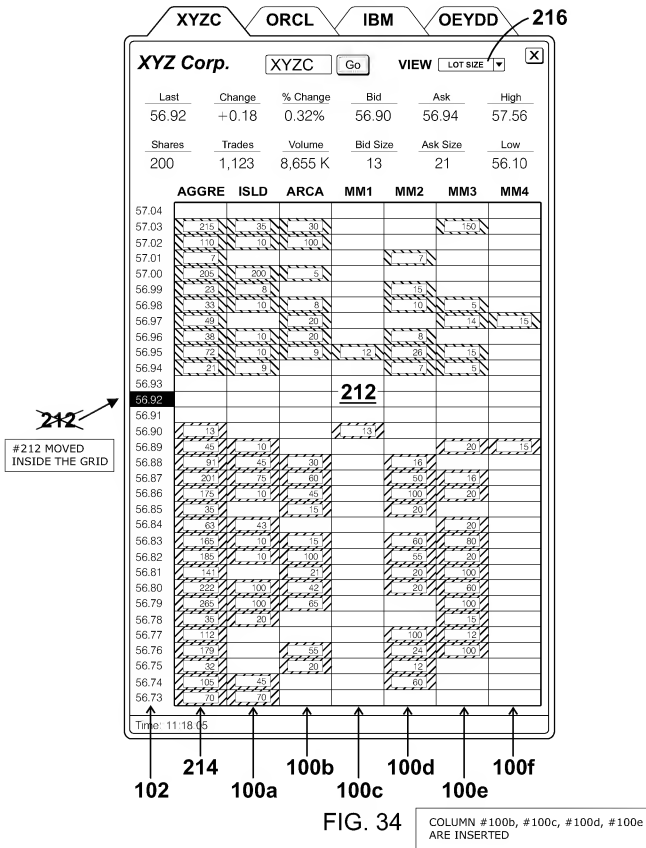 XYZC ORCL IBM OEYDD
216
XYZ Corp. XYZC Go VIEW LOT SIZE X
Last Change % Change Bid Ask High
56.92 +0.18 0.32% 56.90 56.94 57.56
Shares Trades Volume Bid Size Ask Size Low
200 1,123 8,655 K 13 21 56.10
AGGRE ISLD ARCA MM1 MM2 MM3 MM4
57.04
57.03 215 35 30 150
57.02 110 10 100
57.01 7 7
57.00 205 200 5
56.99 23 8 15
56.98 33 10 8 10 5
56.97 49 20 14 15
56.96 38 10 20 8
56.95 72 10 9 12 26 15
56.94 21 9 7 5
56.93
56.92
212
56.91
56.90 13 13
56.89 45 10 20 15
56.88 91 45 30 16
56.87 201 75 60 50 16
56.86 175 10 45 100 20
56.85 35 15 20
56.84 63 43 20
56.83 165 10 15 60 80
56.82 185 10 100 55 20
56.81 141 21 20 100
56.80 222 100 42 20 60
56.79 265 100 65 100
56.78 35 20 15
56.77 112 100 12
56.76 179 55 24 100
56.75 32 20 12
56.74 105 45 60
56.73 70 70
Time: 11:18:05
212
#212 MOVED
INSIDE THE GRID
214 100b 100d 100f
102 100a 100c 100e
FIG. 34
COLUMN #100b, #100c, #100d, #100e
ARE INSERTED